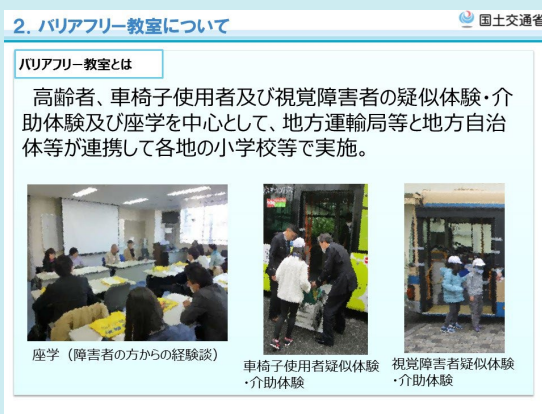 2. バリアフリー教室について
国土交通省
バリアフリー教室とは
高齢者、車椅子使用者及び視覚障害者の疑似体験・介
助体験及び座学を中心として、地方運輸局等と地方自治
体等が連携して各地の小学校等で実施。
座学（障害者の方からの経験談）
車椅子使用者疑似体験
・介助体験
視覚障害者疑似体験
・介助体験